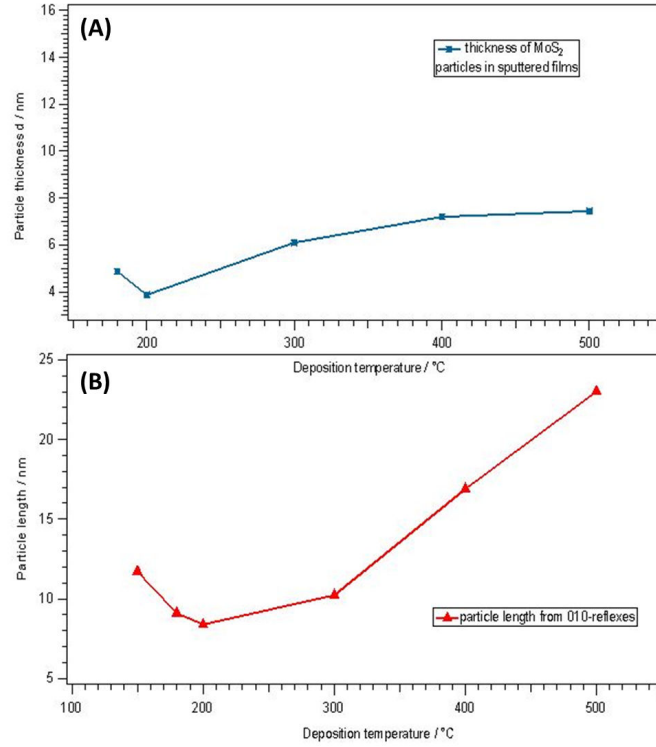 (A)
16
14
12
10
8
6
4
Particle thickness d / nm
thickness of MoS₂
particles in sputtered films
200
300
400
500
Deposition temperature / °C
(B)
25
20
15
10
5
Particle length / nm
particle length from 010-reflexes
100
200
300
400
500
Deposition temperature / °C